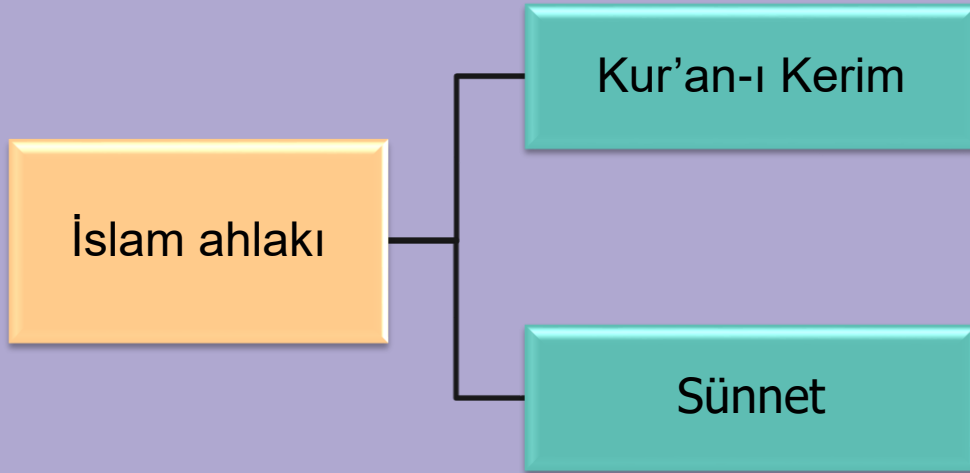 Kur’an-ı Kerim
İslam ahlakı
Sünnet